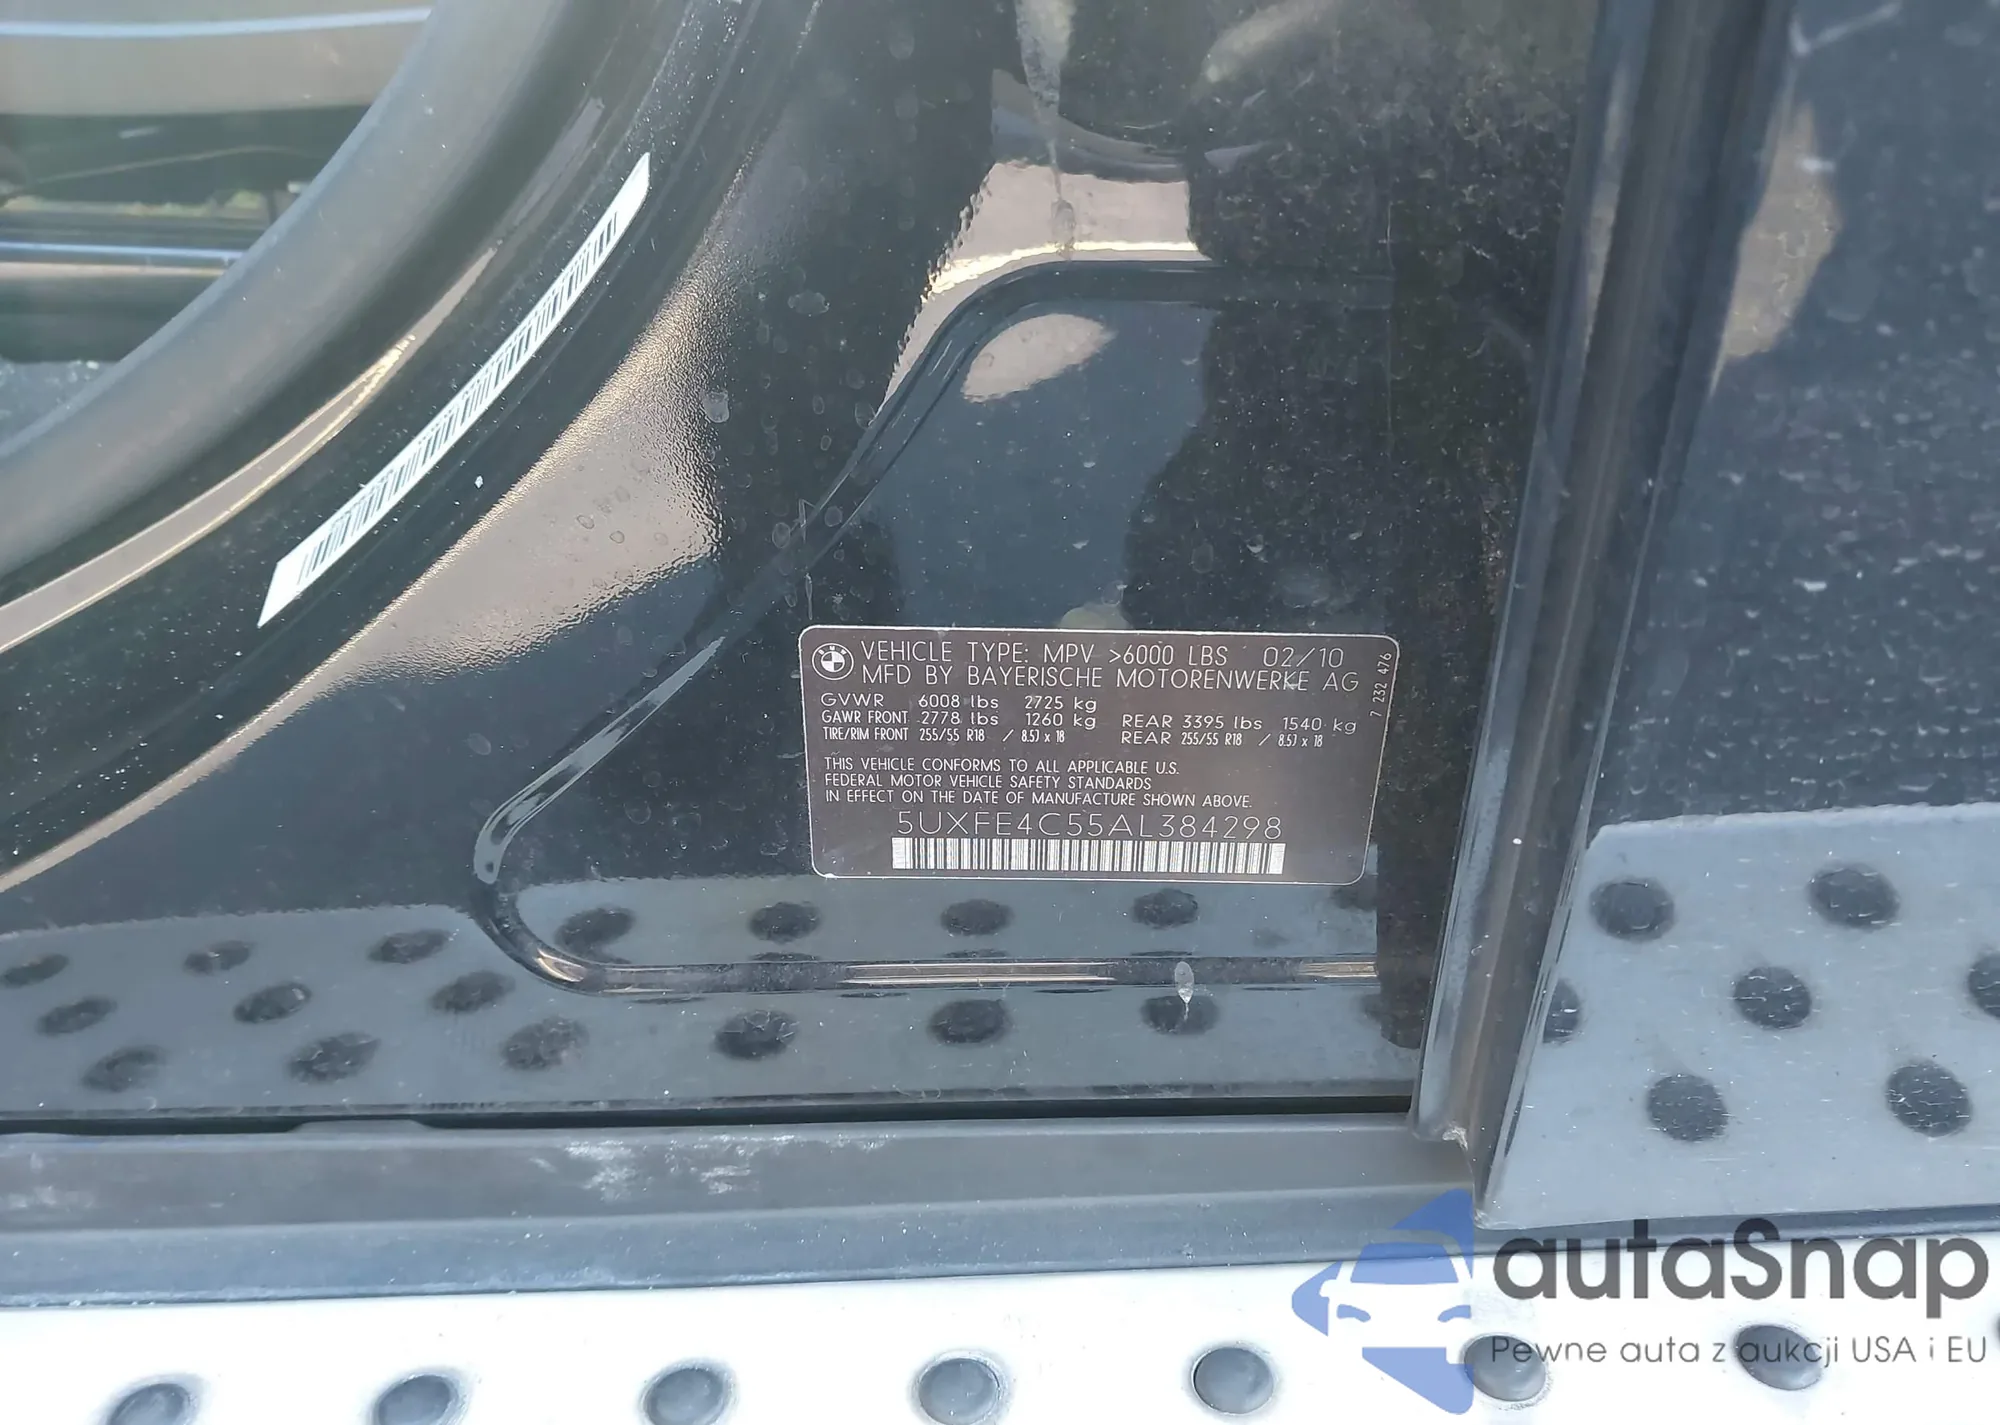 VEHICLE TYPE: MPV >6000 LBS 02/10
MFD BY BAYERISCHE MOTORENWERKE AG
GVWR 6008 lbs 2725 kg
GAWR FRONT 2778 lbs 1260 kg REAR 3395 lbs 1540 kg
TIRE/RIM FRONT 255/55 R18 / 8.5J x 18 REAR 255/55 R18 / 8.5J x 18
THIS VEHICLE CONFORMS TO ALL APPLICABLE U.S.
FEDERAL MOTOR VEHICLE SAFETY STANDARDS
IN EFFECT ON THE DATE OF MANUFACTURE SHOWN ABOVE.
5UXFE4C55AL384298
7 232 476
BMW
autaSnap
Pewne auta z aukcji USA i EU